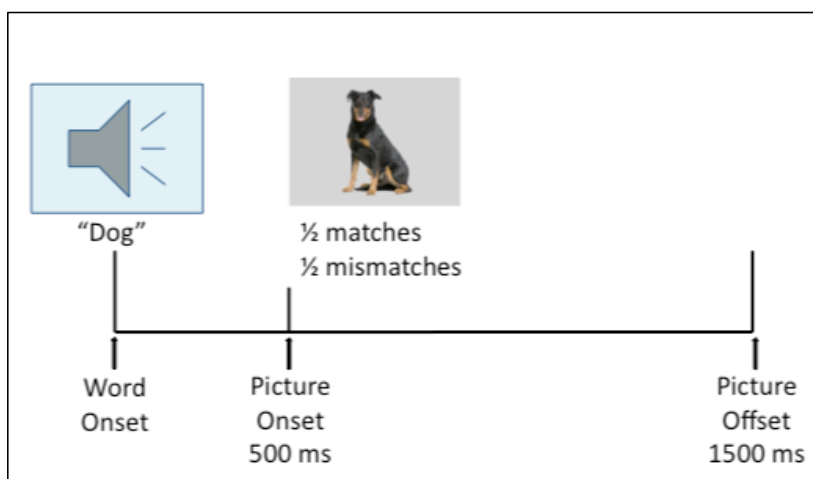 “Dog”
½ matches
½ mismatches
Word
Onset
Picture
Onset
500 ms
Picture
Offset
1500 ms